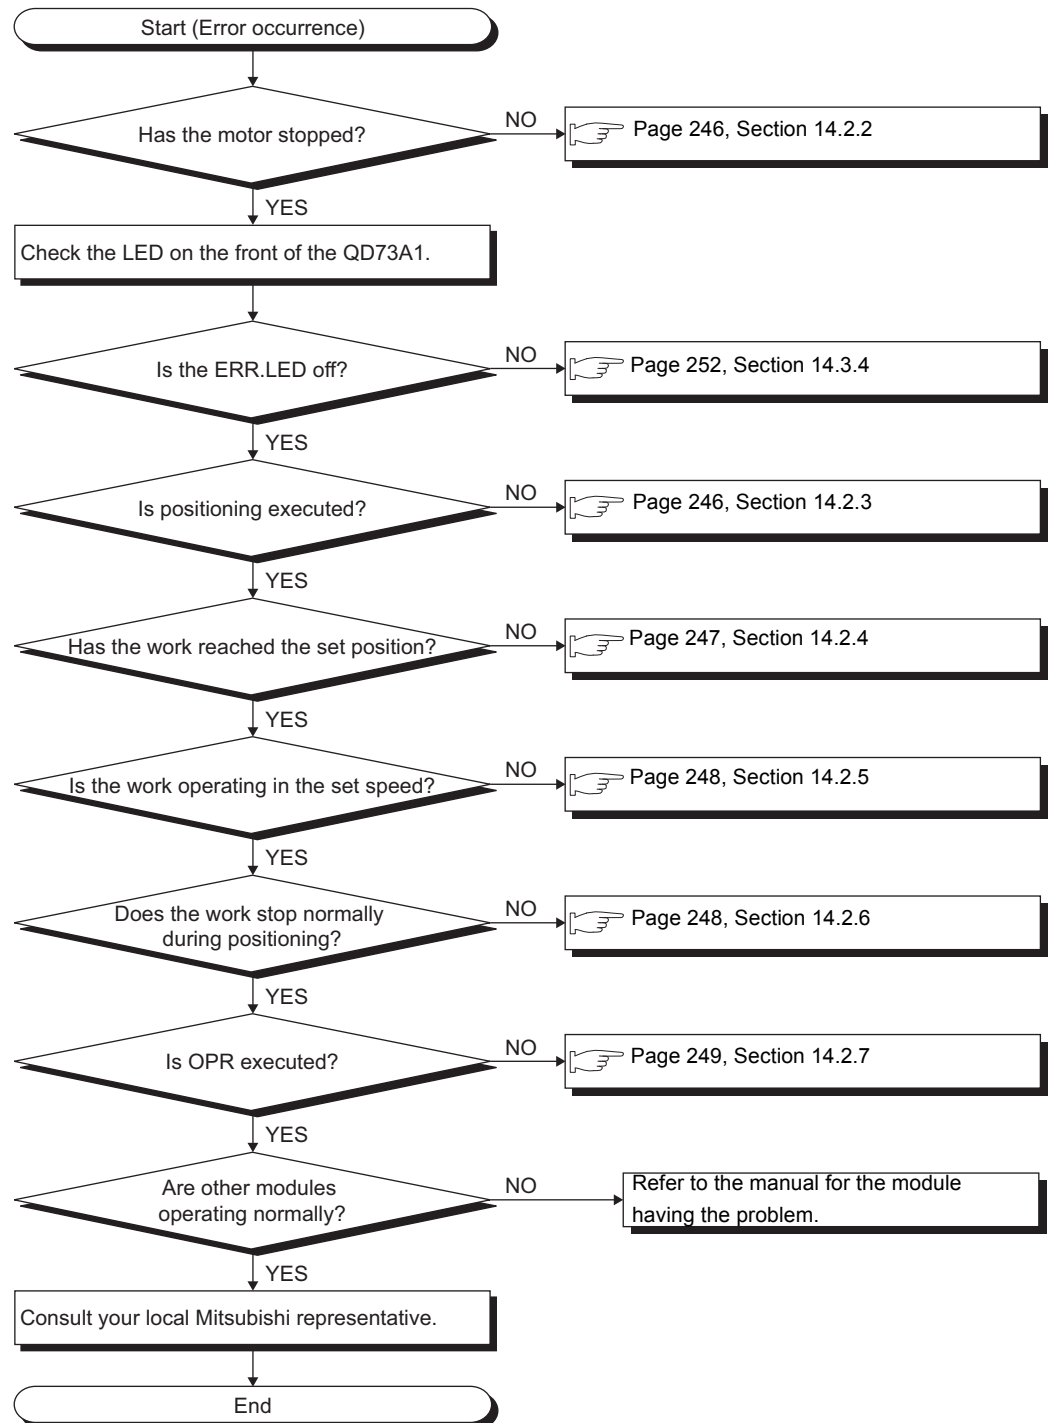 Start (Error occurrence)
Has the motor stopped?
NO
Page 246, Section 14.2.2
YES
Check the LED on the front of the QD73A1.
Is the ERR.LED off?
NO
Page 252, Section 14.3.4
YES
Is positioning executed?
NO
Page 246, Section 14.2.3
YES
Has the work reached the set position?
NO
Page 247, Section 14.2.4
YES
Is the work operating in the set speed?
NO
Page 248, Section 14.2.5
YES
Does the work stop normally
during positioning?
NO
Page 248, Section 14.2.6
YES
Is OPR executed?
NO
Page 249, Section 14.2.7
YES
Are other modules
operating normally?
NO
Refer to the manual for the module
having the problem.
YES
Consult your local Mitsubishi representative.
End